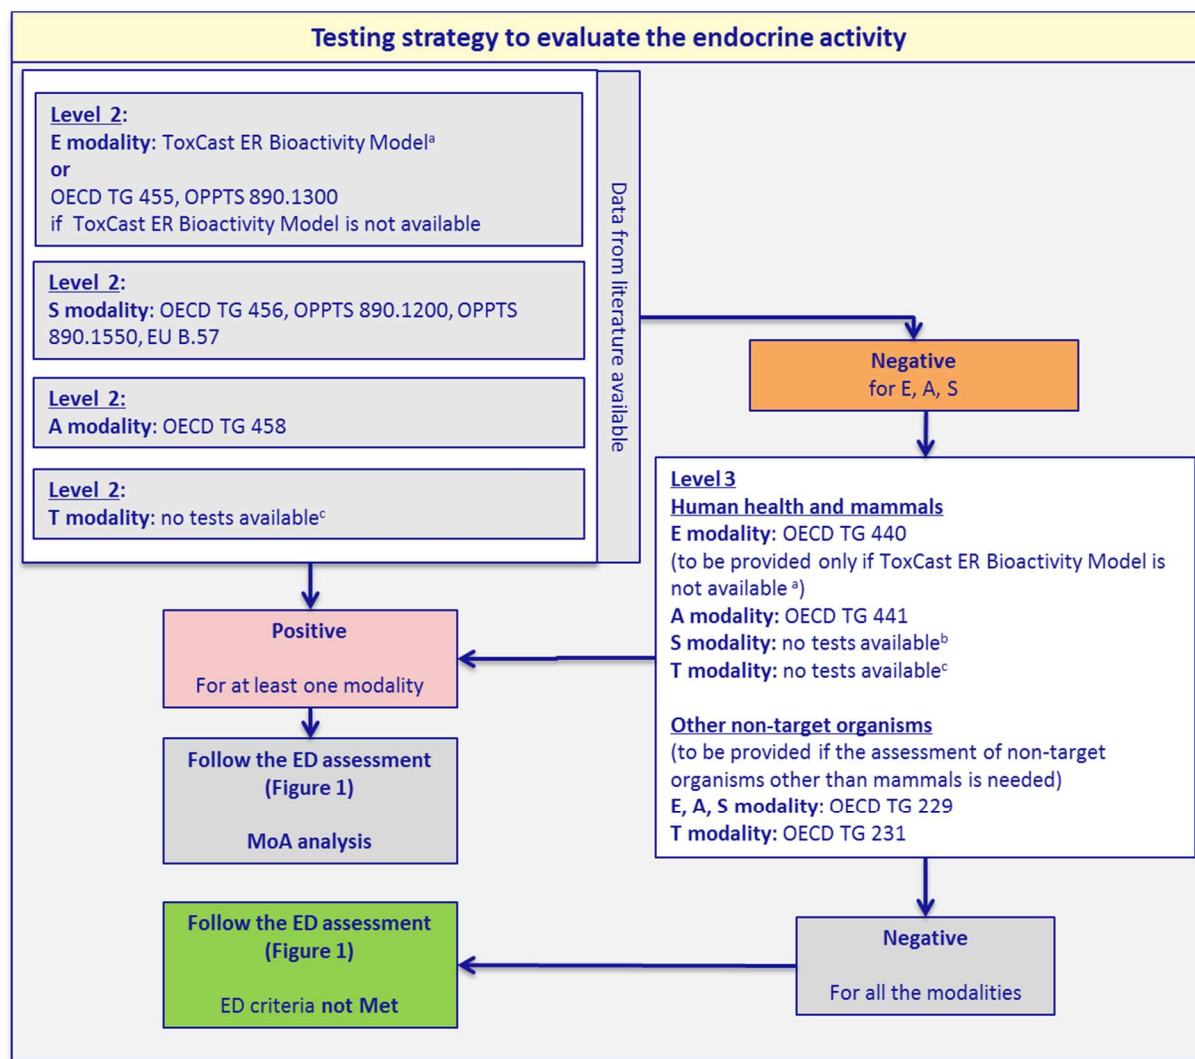 Testing strategy to evaluate the endocrine activity
Level 2:
E modality: ToxCast ER Bioactivity Modelᵃ
or
OECD TG 455, OPPTS 890.1300
if ToxCast ER Bioactivity Model is not available
Level 2:
S modality: OECD TG 456, OPPTS 890.1200, OPPTS
890.1550, EU B.57
Level 2:
A modality: OECD TG 458
Level 2:
T modality: no tests availableᶜ
Data from literature available
Negative
for E, A, S
Level 3
Human health and mammals
E modality: OECD TG 440
(to be provided only if ToxCast ER Bioactivity Model is
not available ᵃ)
A modality: OECD TG 441
S modality: no tests availableᵇ
T modality: no tests availableᶜ
Other non-target organisms
(to be provided if the assessment of non-target
organisms other than mammals is needed)
E, A, S modality: OECD TG 229
T modality: OECD TG 231
Positive
For at least one modality
Follow the ED assessment
(Figure 1)
MoA analysis
Follow the ED assessment
(Figure 1)
ED criteria not Met
Negative
For all the modalities